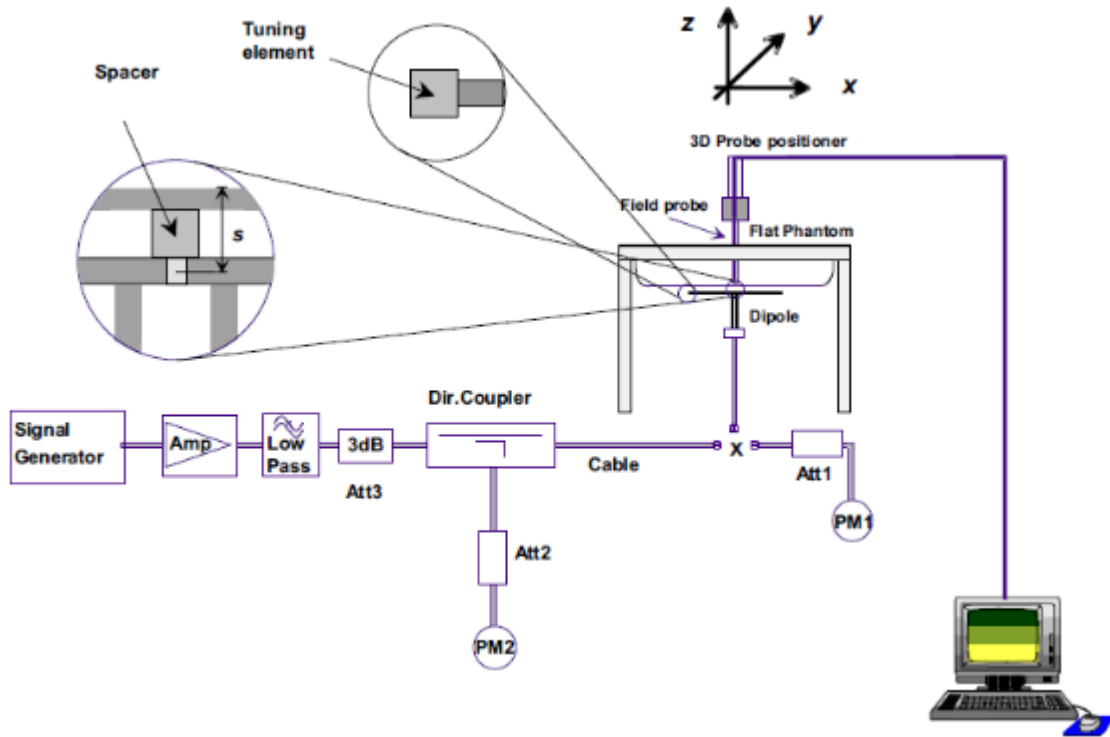 Tuning
element
Spacer
s
z
y
x
3D Probe positioner
Field probe
Flat Phantom
Dipole
Dir.Coupler
Signal
Generator
Amp
Low
Pass
3dB
Att3
Cable
X
Att1
PM1
Att2
PM2